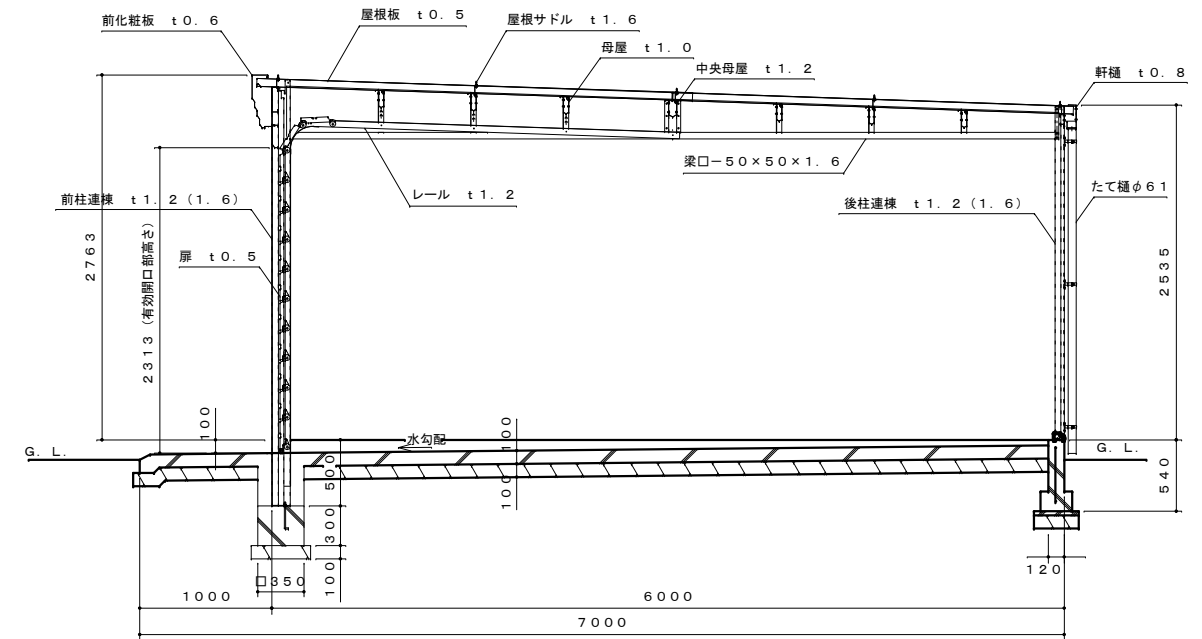 前化粧板　ｔ０．６
屋根板　ｔ０．５
屋根サドル　ｔ１．６
母屋　ｔ１．０
中央母屋　ｔ１．２
軒樋　ｔ０．８
梁口－５０×５０×１．６
レール　ｔ１．２
前柱連棟　ｔ１．２（１．６）
後柱連棟　ｔ１．２（１．６）
たて樋φ６１
扉　ｔ０．５
２７６３
２３１３（有効開口部高さ）
２５３５
１００
水勾配
１００
Ｇ．Ｌ．
Ｇ．Ｌ．
５００
１００
５４０
３００
１００
□３５０
１２０
１０００
６０００
７０００